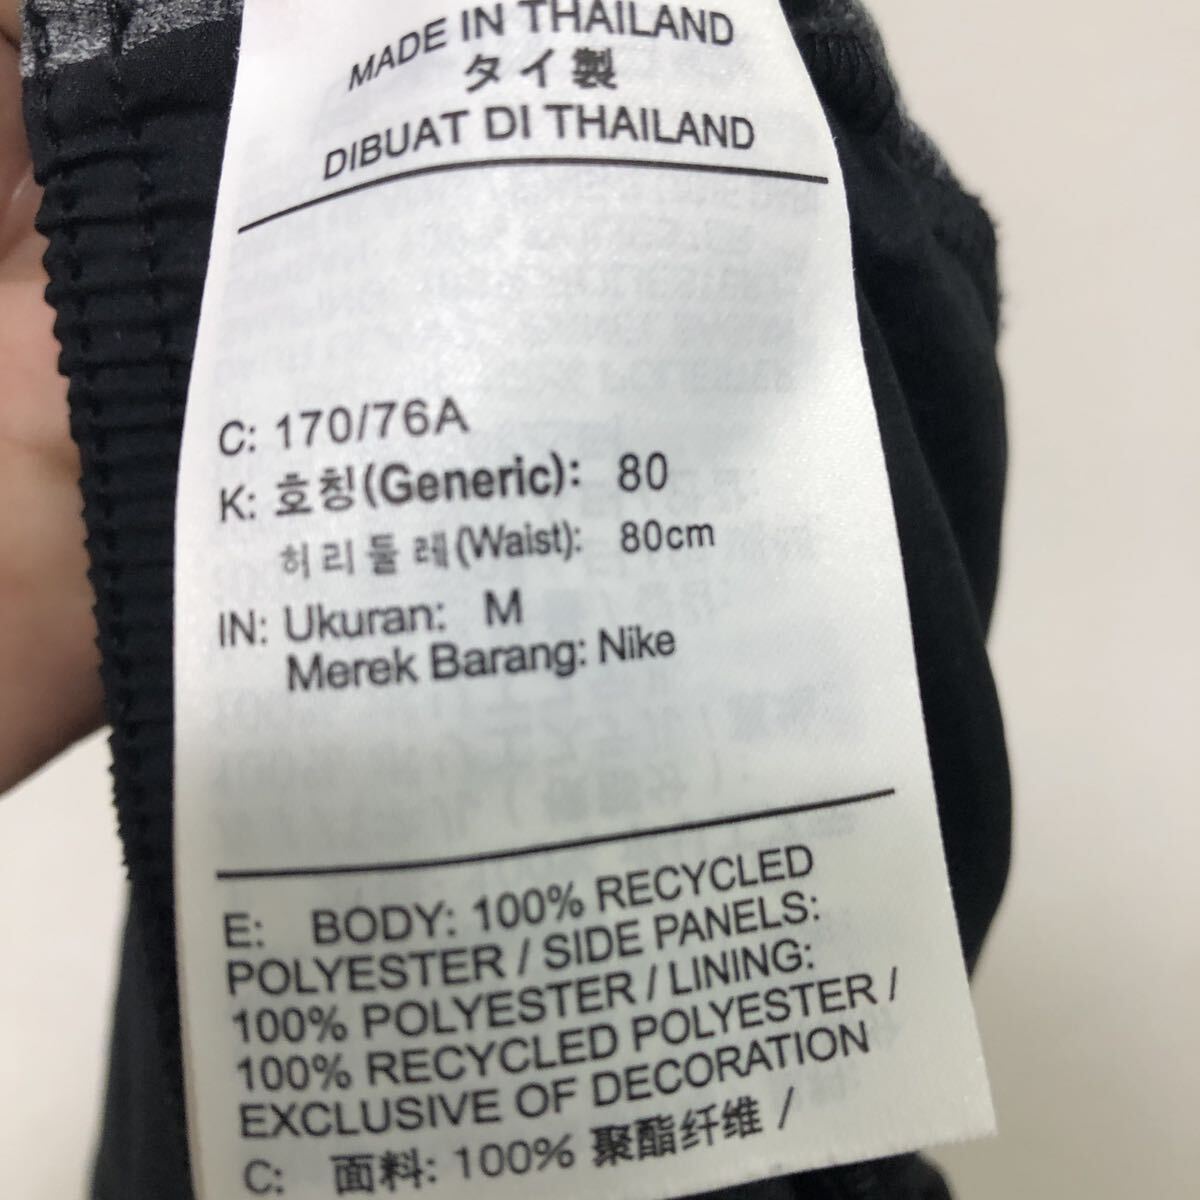 MADE IN THAILAND
タイ製
DIBUAT DI THAILAND
C: 170/76A
K: 호칭(Generic): 80
허리둘레(Waist): 80cm
IN: Ukuran: M
Merek Barang: Nike
E: BODY: 100% RECYCLED
POLYESTER / SIDE PANELS:
100% POLYESTER / LINING:
100% RECYCLED POLYESTER /
EXCLUSIVE OF DECORATION
C: 面料: 100% 聚酯纤维 /